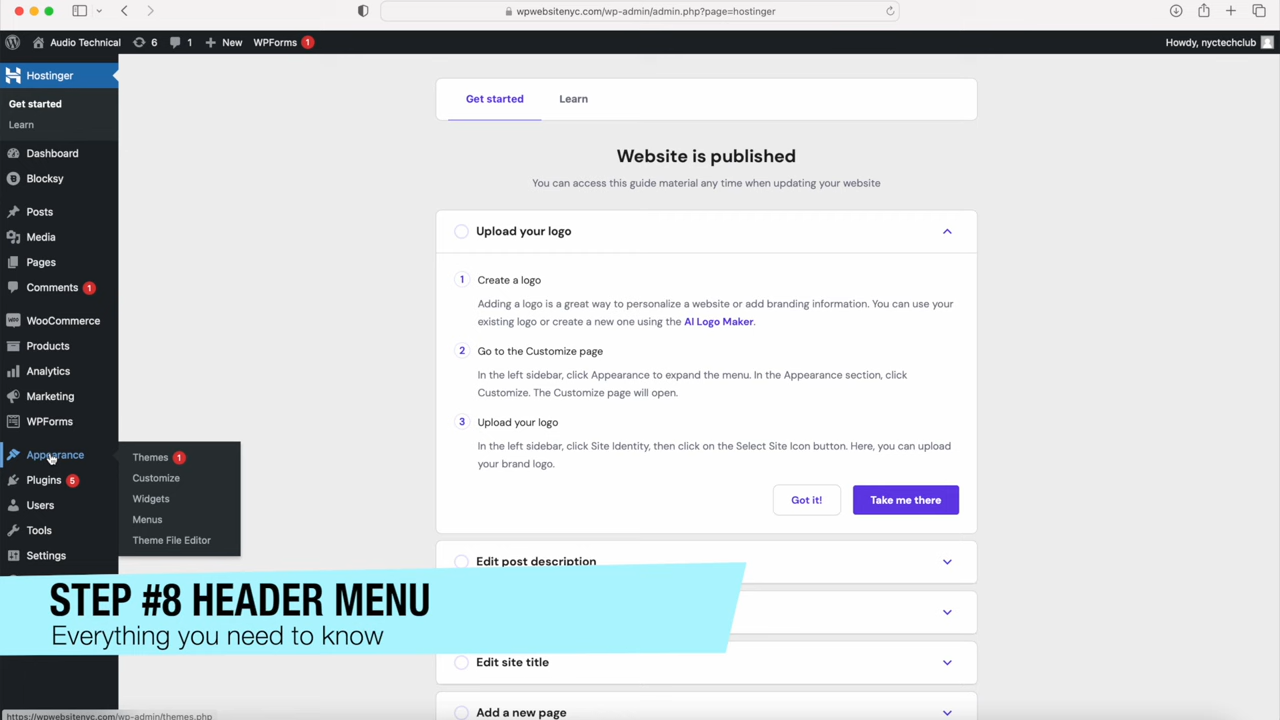 wpwebsitenyc.com/wp-admin/admin.php?page=hostinger
Audio Technical 6 1 New WPForms 1 Howdy, nyctechclub
Hostinger
Get started
Learn
Dashboard
Blocksy
Posts
Media
Pages
Comments 1
WooCommerce
Products
Analytics
Marketing
WPForms
Appearance
Plugins 5
Users
Tools
Settings
Themes 1
Customize
Widgets
Menus
Theme File Editor
Get started Learn
Website is published
You can access this guide material any time when updating your website
Upload your logo
1 Create a logo
Adding a logo is a great way to personalize a website or add branding information. You can use your
existing logo or create a new one using the AI Logo Maker.
2 Go to the Customize page
In the left sidebar, click Appearance to expand the menu. In the Appearance section, click
Customize. The Customize page will open.
3 Upload your logo
In the left sidebar, click Site Identity, then click on the Select Site Icon button. Here, you can upload
your brand logo.
Got it! Take me there
Edit post description
Edit site title
Add a new page
STEP #8 HEADER MENU
Everything you need to know
https://wpwebsitenyc.com/wp-admin/themes.php